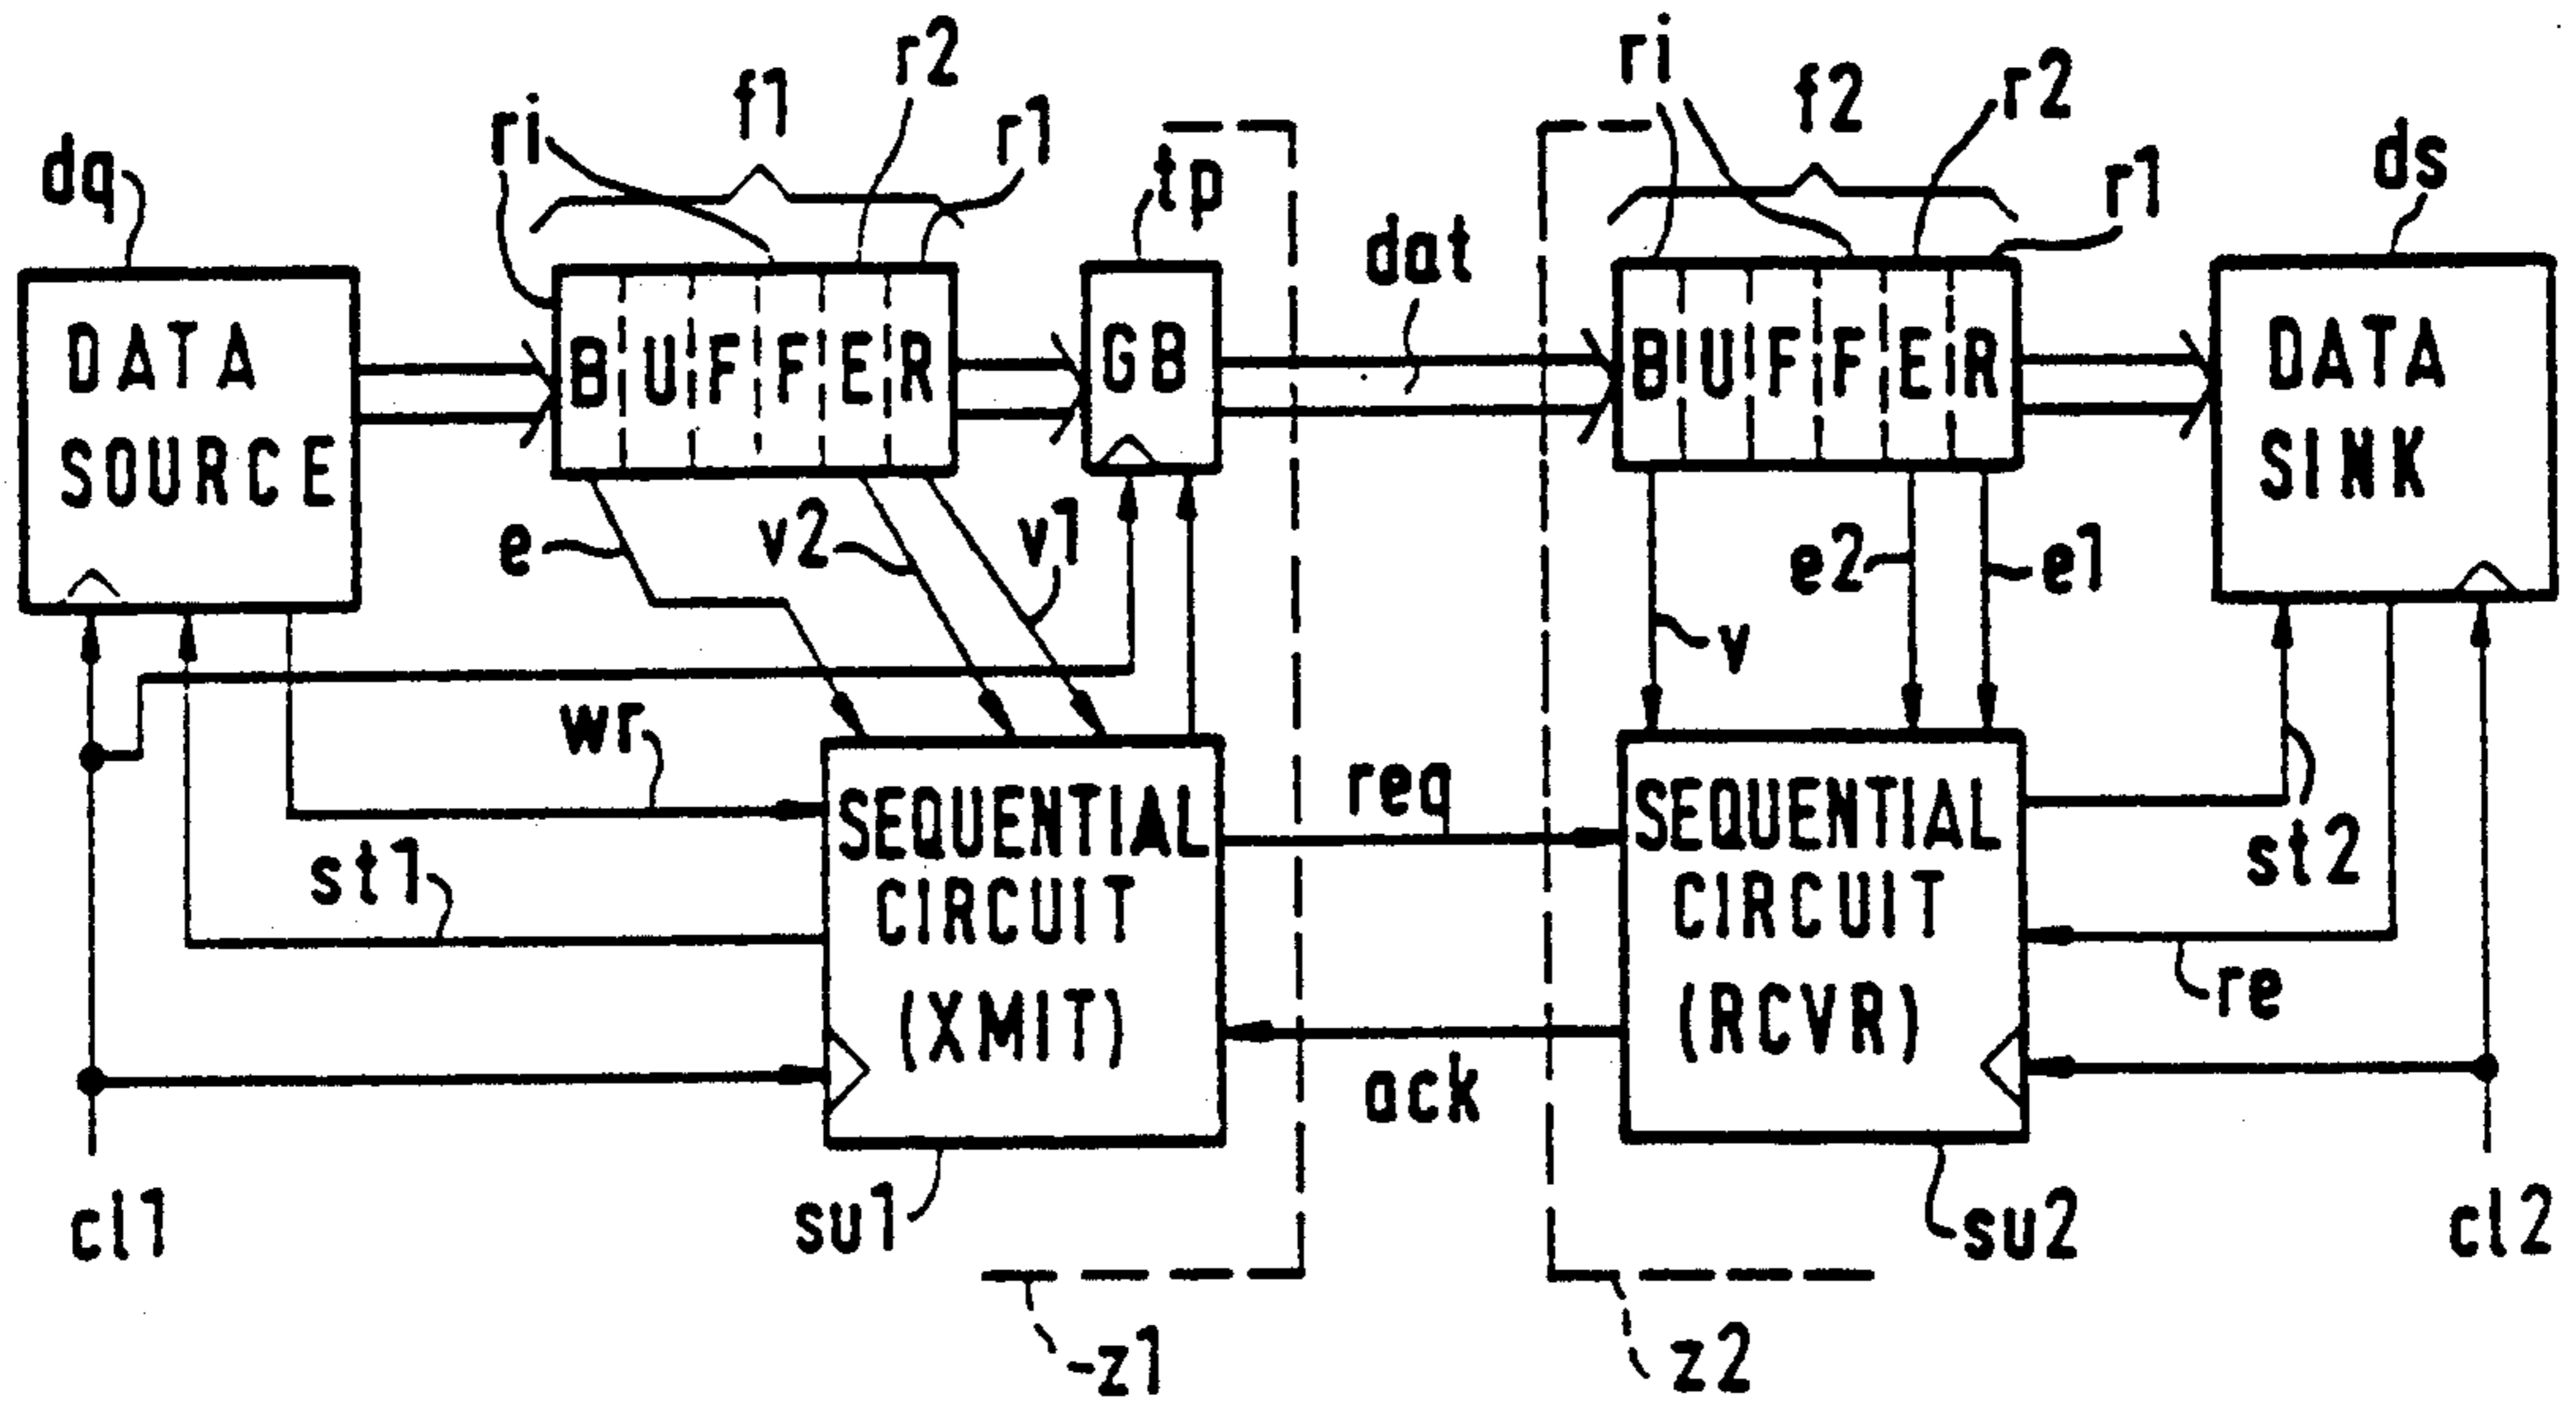 ri
r2
f1
r2
f2
ri
r1
dq
tp
r1
ds
dat
DATA
SOURCE
BUFFER
GB
BUFFER
DATA
SINK
e
v2
v1
e2
e1
v
wr
req
st1
SEQUENTIAL
CIRCUIT
(XMIT)
SEQUENTIAL
CIRCUIT
(RCVR)
st2
re
ack
cl1
su1
su2
cl2
z1
z2